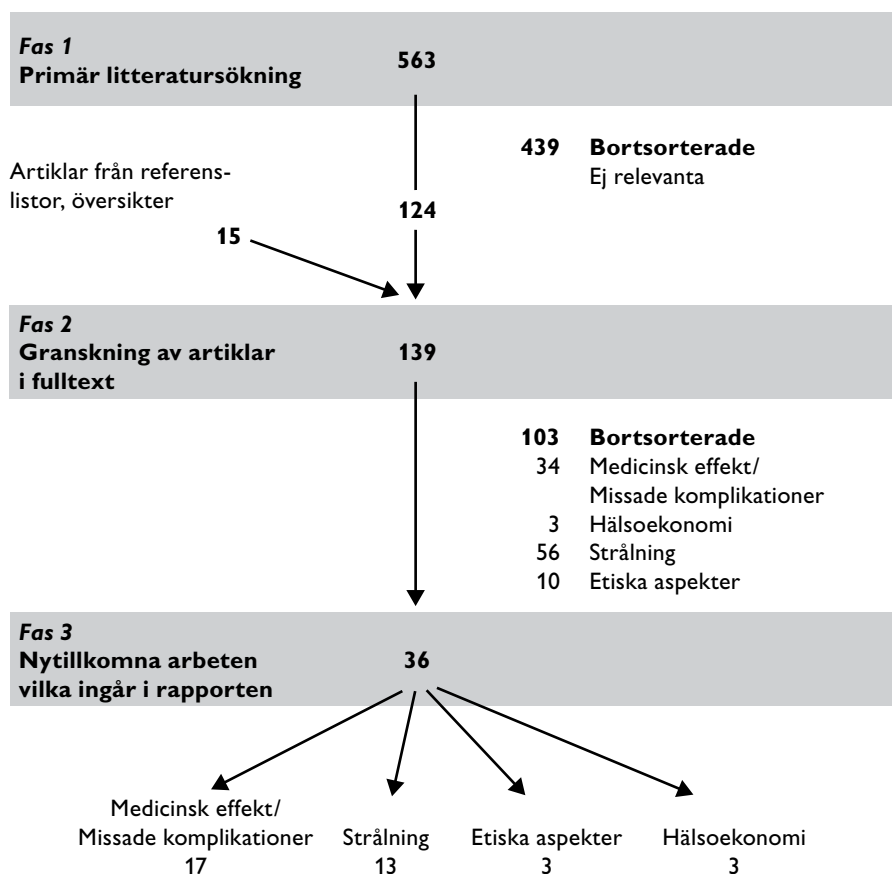 Fas 1
Primär litteratursökning
563
439 Bortsorterade
Ej relevanta
Artiklar från referens-
listor, översikter
124
15
Fas 2
Granskning av artiklar
i fulltext
139
103 Bortsorterade
34 Medicinsk effekt/
Missade komplikationer
3 Hälsoekonomi
56 Strålning
10 Etiska aspekter
Fas 3
Nytillkomna arbeten
vilka ingår i rapporten
36
Medicinsk effekt/
Missade komplikationer
17
Strålning
13
Etiska aspekter
3
Hälsoekonomi
3